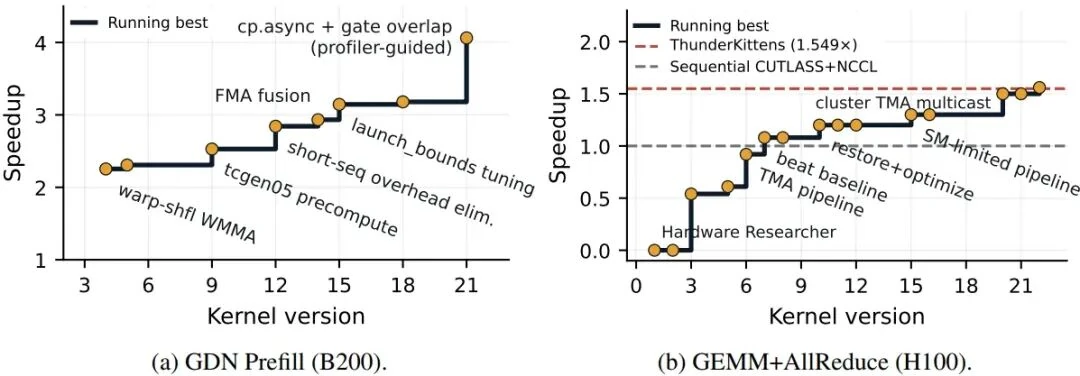 Running best
cp.async + gate overlap
(profiler-guided)
FMA fusion
launch_bounds tuning
short-seq overhead elim.
tcgen05 precompute
warp-shfl WMMA
Speedup
4
3
2
1
3 6 9 12 15 18 21
Kernel version
(a) GDN Prefill (B200).
Running best
ThunderKittens (1.549×)
Sequential CUTLASS+NCCL
cluster TMA multicast
SM-limited pipeline
restore+optimize
beat baseline
TMA pipeline
Hardware Researcher
Speedup
2.0
1.5
1.0
0.5
0.0
0 3 6 9 12 15 18 21
Kernel version
(b) GEMM+AllReduce (H100).